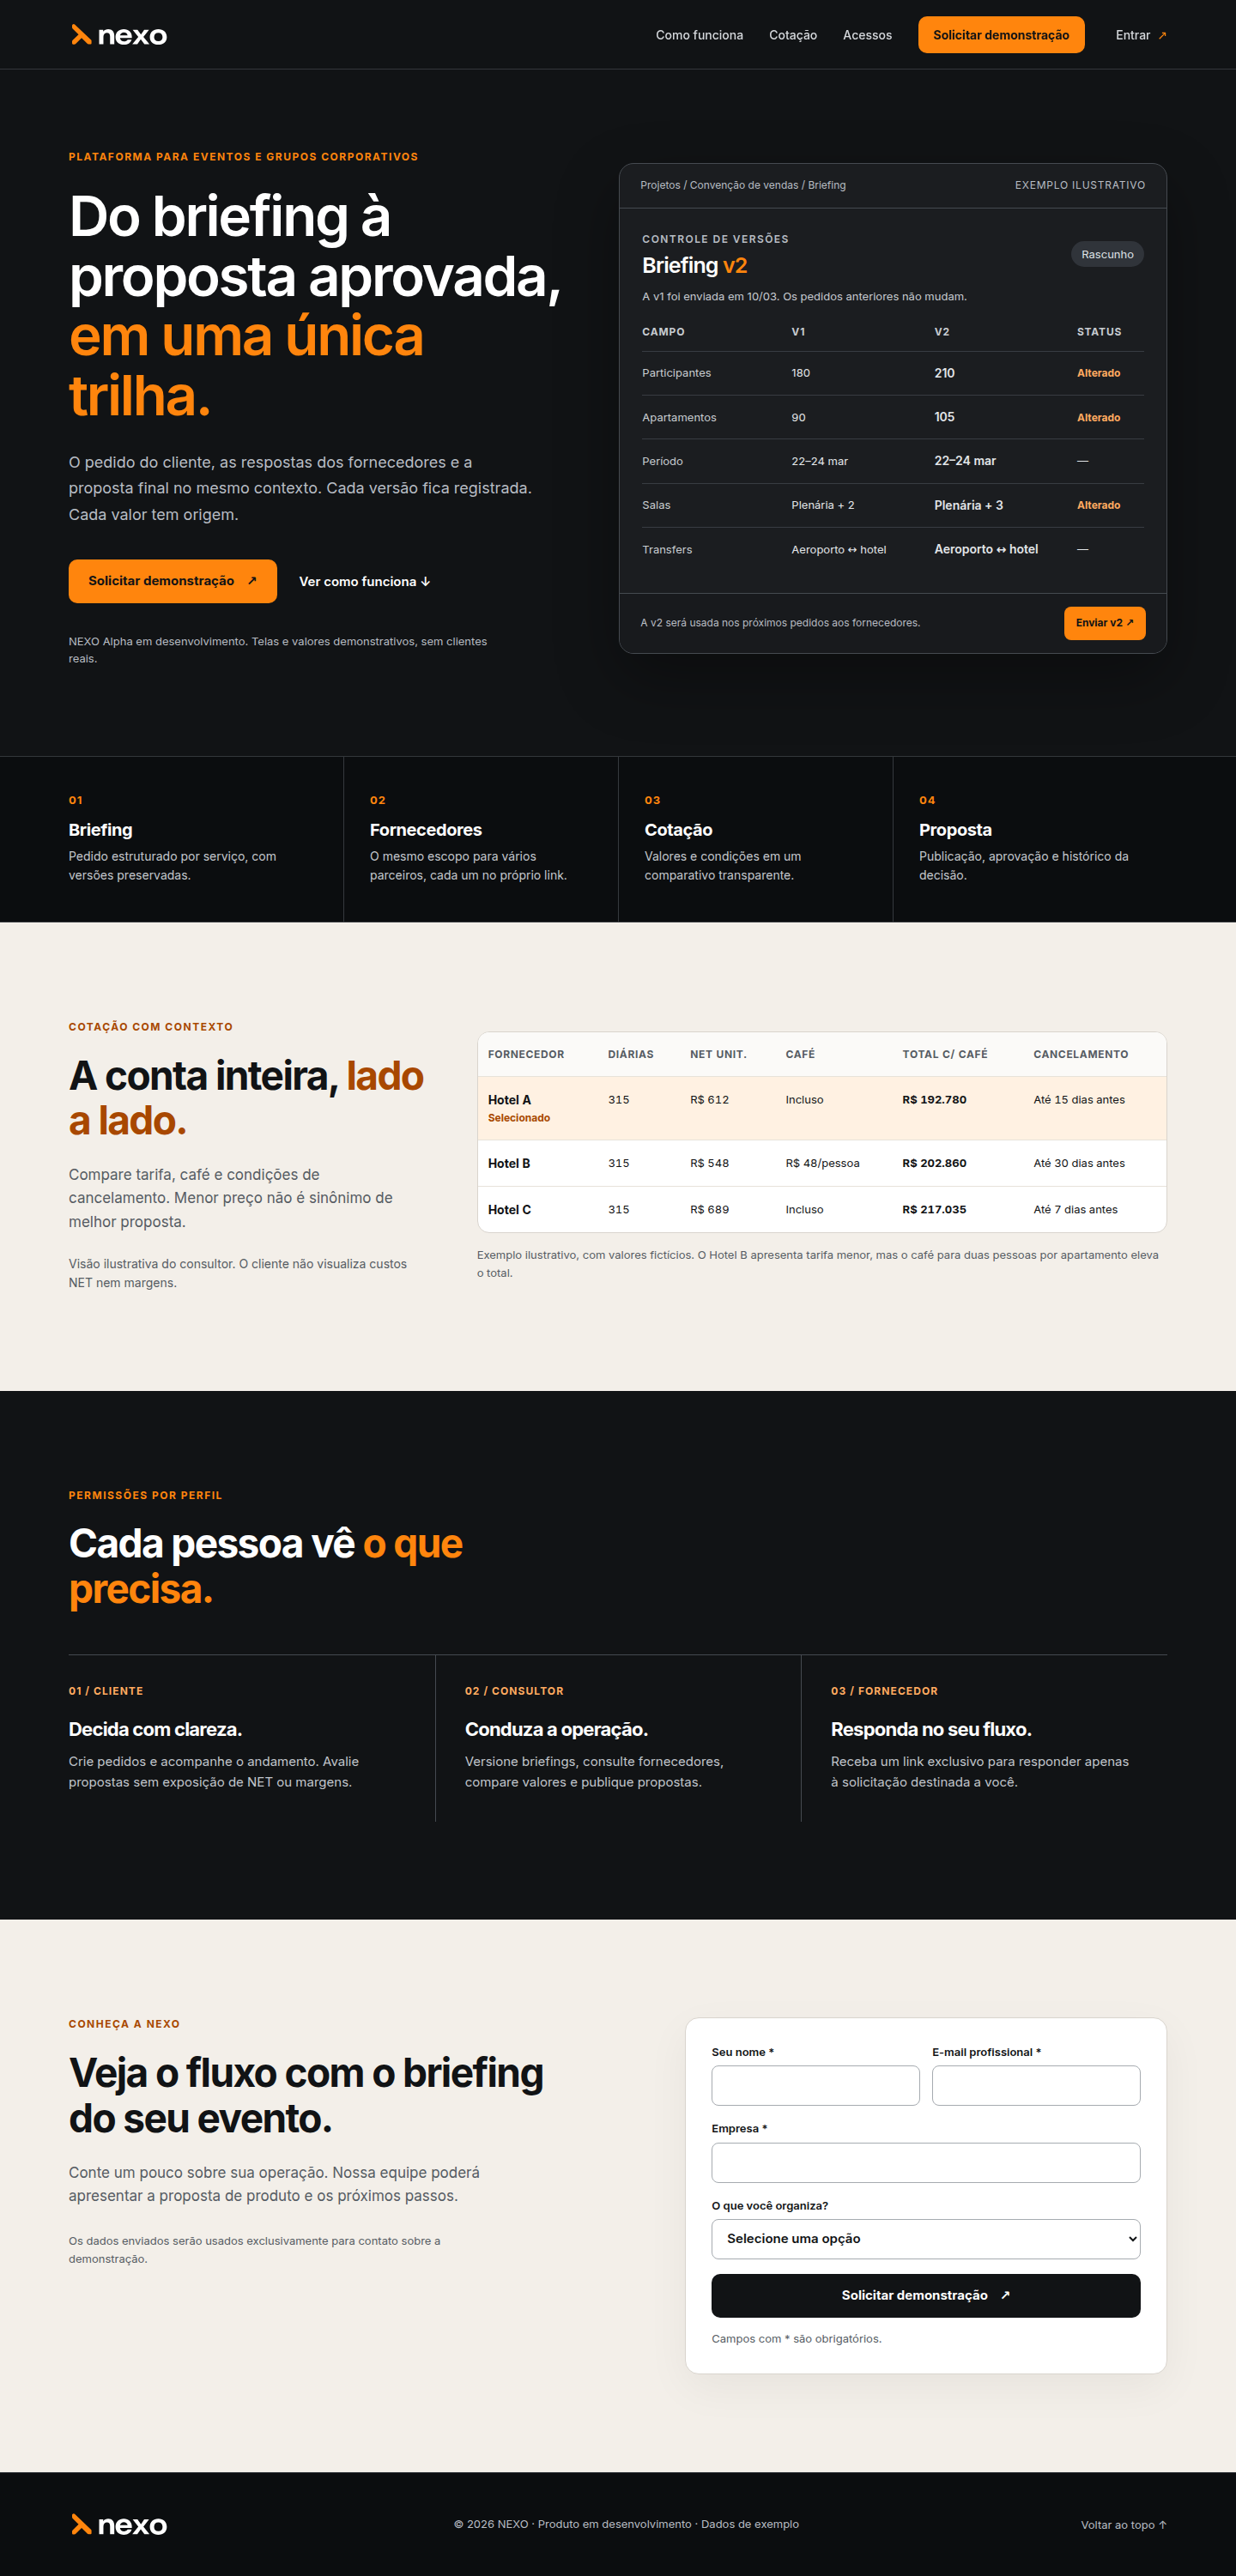 nexo
Como funciona
Cotação
Acessos
Solicitar demonstração
Entrar ↗
PLATAFORMA PARA EVENTOS E GRUPOS CORPORATIVOS
Do briefing à
proposta aprovada,
em uma única
trilha.
O pedido do cliente, as respostas dos fornecedores e a
proposta final no mesmo contexto. Cada versão fica registrada.
Cada valor tem origem.
Solicitar demonstração ↗
Ver como funciona ↓
NEXO Alpha em desenvolvimento. Telas e valores demonstrativos, sem clientes
reais.
Projetos / Convenção de vendas / Briefing
EXEMPLO ILUSTRATIVO
CONTROLE DE VERSÕES
Briefing v2
Rascunho
A v1 foi enviada em 10/03. Os pedidos anteriores não mudam.
CAMPO V1 V2 STATUS
Participantes 180 210 Alterado
Apartamentos 90 105 Alterado
Período 22–24 mar 22–24 mar —
Salas Plenária + 2 Plenária + 3 Alterado
Transfers Aeroporto ↔ hotel Aeroporto ↔ hotel —
A v2 será usada nos próximos pedidos aos fornecedores.
Enviar v2 ↗
01
Briefing
Pedido estruturado por serviço, com
versões preservadas.
02
Fornecedores
O mesmo escopo para vários
parceiros, cada um no próprio link.
03
Cotação
Valores e condições em um
comparativo transparente.
04
Proposta
Publicação, aprovação e histórico da
decisão.
COTAÇÃO COM CONTEXTO
A conta inteira, lado
a lado.
Compare tarifa, café e condições de
cancelamento. Menor preço não é sinônimo de
melhor proposta.
Visão ilustrativa do consultor. O cliente não visualiza custos
NET nem margens.
FORNECEDOR DIÁRIAS NET UNIT. CAFÉ TOTAL C/ CAFÉ CANCELAMENTO
Hotel A 315 R$ 612 Incluso R$ 192.780 Até 15 dias antes
Selecionado
Hotel B 315 R$ 548 R$ 48/pessoa R$ 202.860 Até 30 dias antes
Hotel C 315 R$ 689 Incluso R$ 217.035 Até 7 dias antes
Exemplo ilustrativo, com valores fictícios. O Hotel B apresenta tarifa menor, mas o café para duas pessoas por apartamento eleva
o total.
PERMISSÕES POR PERFIL
Cada pessoa vê o que
precisa.
01 / CLIENTE
Decida com clareza.
Crie pedidos e acompanhe o andamento. Avalie
propostas sem exposição de NET ou margens.
02 / CONSULTOR
Conduza a operação.
Versione briefings, consulte fornecedores,
compare valores e publique propostas.
03 / FORNECEDOR
Responda no seu fluxo.
Receba um link exclusivo para responder apenas
à solicitação destinada a você.
CONHEÇA A NEXO
Veja o fluxo com o briefing
do seu evento.
Conte um pouco sobre sua operação. Nossa equipe poderá
apresentar a proposta de produto e os próximos passos.
Os dados enviados serão usados exclusivamente para contato sobre a
demonstração.
Seu nome *
E-mail profissional *
Empresa *
O que você organiza?
Selecione uma opção
Solicitar demonstração ↗
Campos com * são obrigatórios.
nexo
© 2026 NEXO · Produto em desenvolvimento · Dados de exemplo
Voltar ao topo ↑